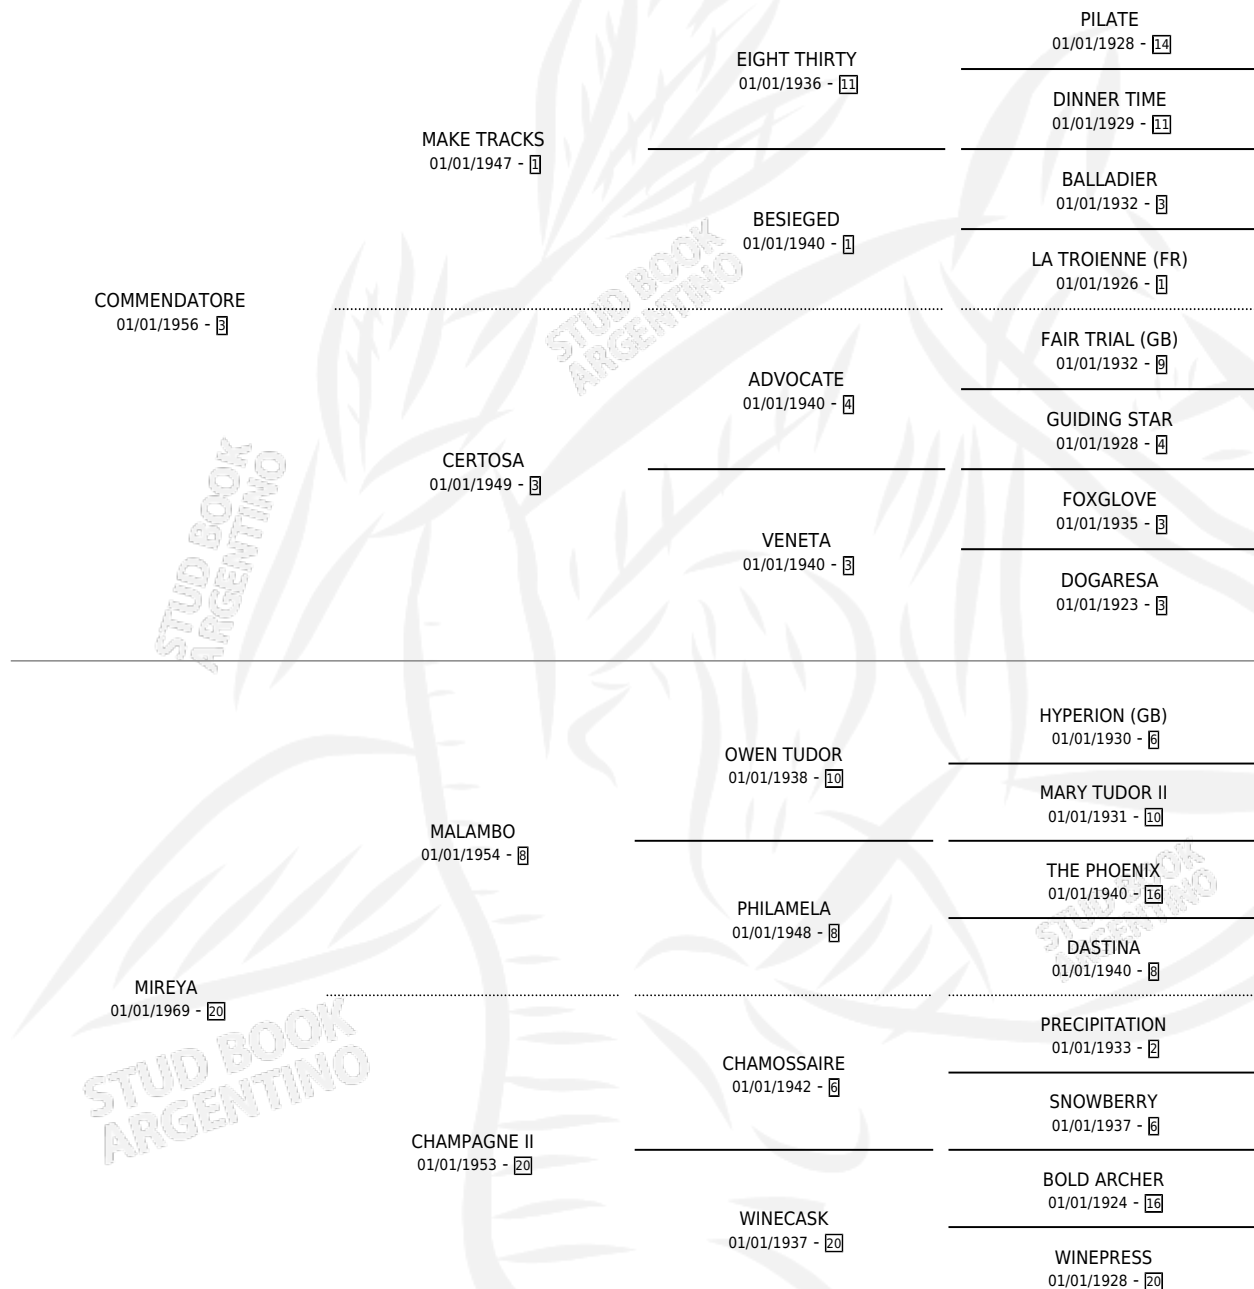 PILATE
01/01/1928 - 14
EIGHT THIRTY
01/01/1936 - 11
DINNER TIME
01/01/1929 - 11
MAKE TRACKS
01/01/1947 - 1
BALLADIER
01/01/1932 - 3
BESIEGED
01/01/1940 - 1
LA TROIENNE (FR)
01/01/1926 - 1
COMMENDATORE
01/01/1956 - 3
FAIR TRIAL (GB)
01/01/1932 - 9
ADVOCATE
01/01/1940 - 4
GUIDING STAR
01/01/1928 - 4
CERTOSA
01/01/1949 - 3
FOXGLOVE
01/01/1935 - 3
VENETA
01/01/1940 - 3
DOGARESA
01/01/1923 - 3
HYPERION (GB)
01/01/1930 - 6
OWEN TUDOR
01/01/1938 - 10
MARY TUDOR II
01/01/1931 - 10
MALAMBO
01/01/1954 - 8
THE PHOENIX
01/01/1940 - 16
PHILAMELA
01/01/1948 - 8
DASTINA
01/01/1940 - 8
MIREYA
01/01/1969 - 20
PRECIPITATION
01/01/1933 - 2
CHAMOSSAIRE
01/01/1942 - 6
SNOWBERRY
01/01/1937 - 6
CHAMPAGNE II
01/01/1953 - 20
BOLD ARCHER
01/01/1924 - 16
WINECASK
01/01/1937 - 20
WINEPRESS
01/01/1928 - 20
STUD BOOK
ARGENTINO
STUD BOOK
ARGENTINO
STUD BOOK
ARGENTINO
STUD BOOK
ARGENTINO